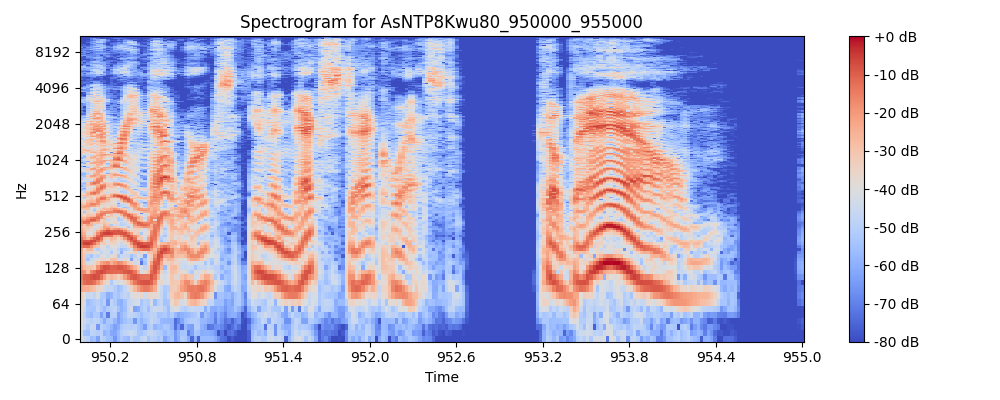 Spectrogram for AsNTP8Kwu80_950000_955000
Hz
8192
4096
2048
1024
512
256
128
64
0
950.2 950.8 951.4 952.0 952.6 953.2 953.8 954.4 955.0
Time
+0 dB
-10 dB
-20 dB
-30 dB
-40 dB
-50 dB
-60 dB
-70 dB
-80 dB